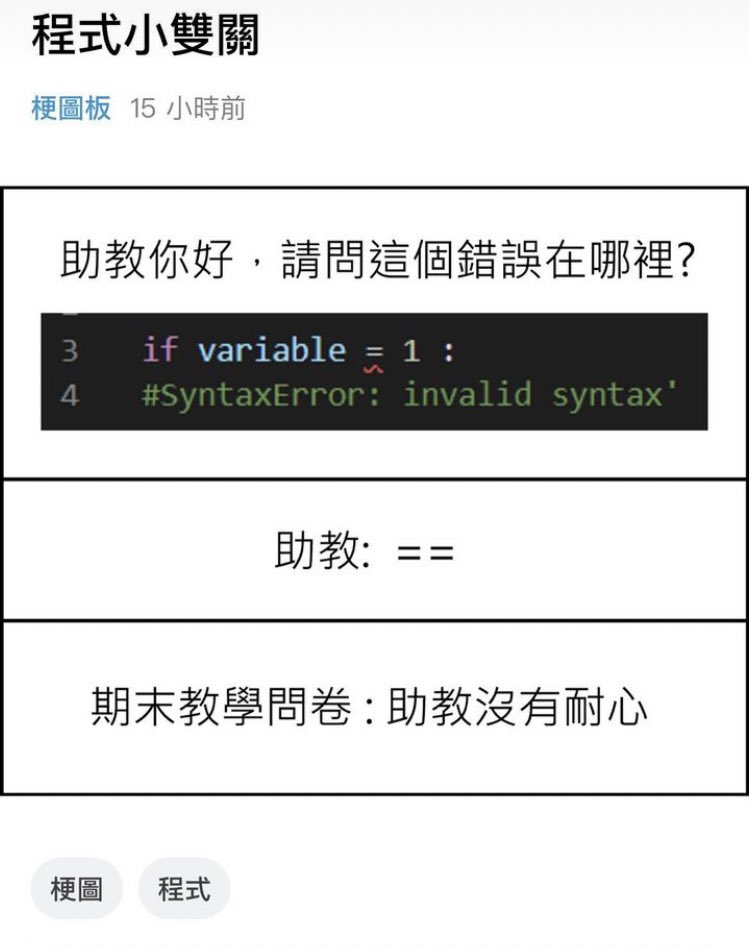 程式小雙關
梗圖板 15 小時前
助教你好，請問這個錯誤在哪裡?
3 if variable = 1 :
4 #SyntaxError: invalid syntax'
助教: ==
期末教學問卷 : 助教沒有耐心
梗圖 程式